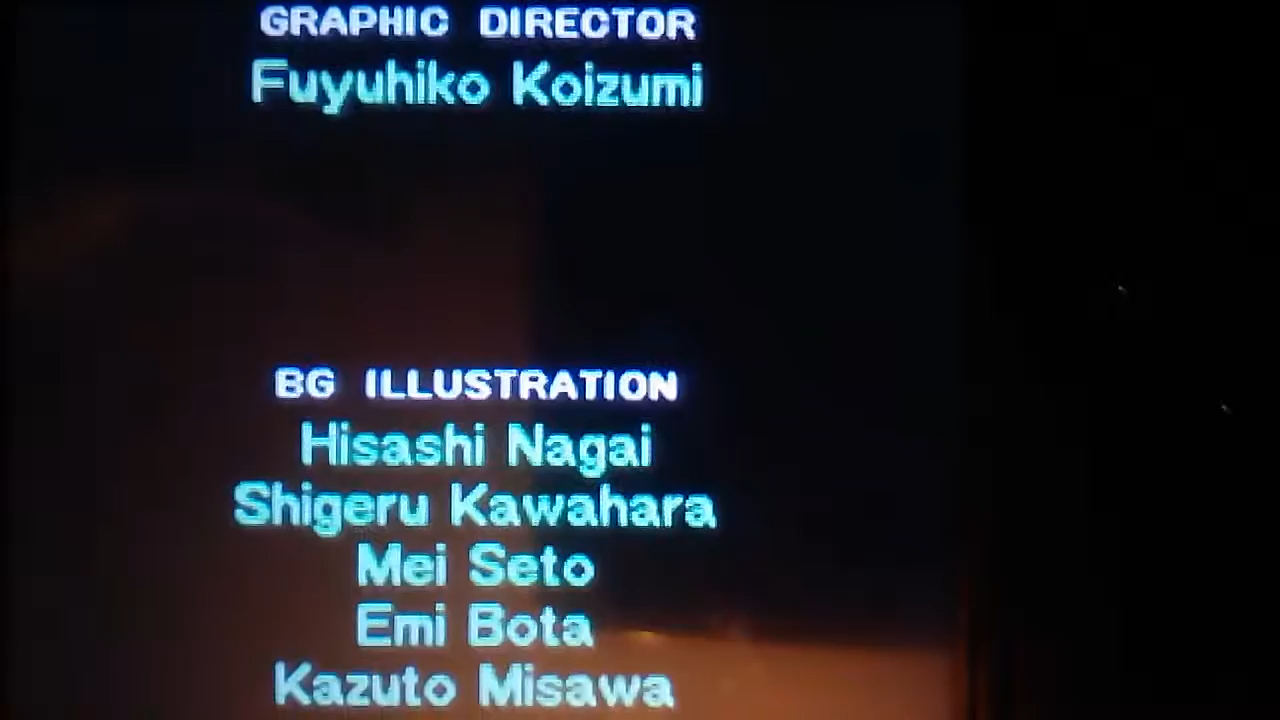 GRAPHIC DIRECTOR
Fuyuhiko Koizumi
BG ILLUSTRATION
Hisashi Nagai
Shigeru Kawahara
Mei Seto
Emi Bota
Kazuto Misawa